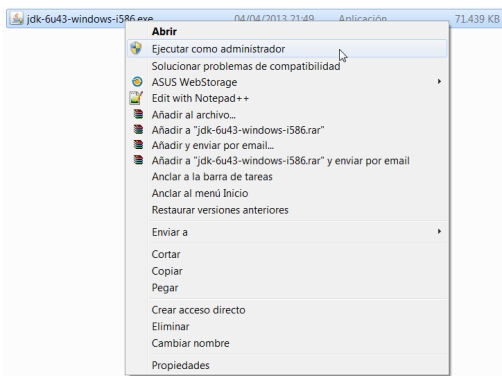 jdk-6u43-windows-i586.exe 04/04/2013 21:49 Aplicación 71.439 KB
Abrir
Ejecutar como administrador
Solucionar problemas de compatibilidad
ASUS WebStorage
Edit with Notepad++
Añadir al archivo...
Añadir a "jdk-6u43-windows-i586.rar"
Añadir y enviar por email...
Añadir a "jdk-6u43-windows-i586.rar" y enviar por email
Anclar a la barra de tareas
Anclar al menú Inicio
Restaurar versiones anteriores
Enviar a
Cortar
Copiar
Pegar
Crear acceso directo
Eliminar
Cambiar nombre
Propiedades